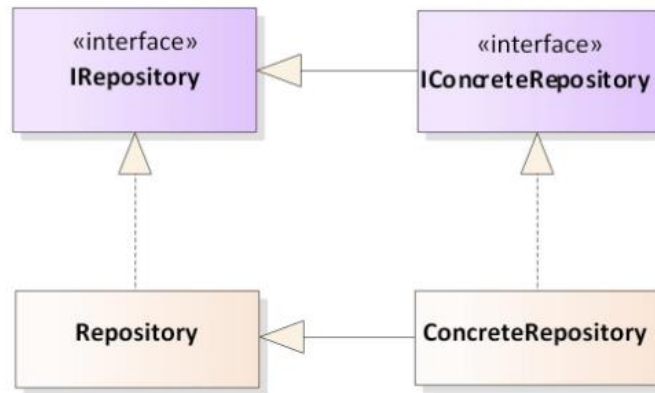 «interface»
IRepository
«interface»
IConcreteRepository
Repository
ConcreteRepository